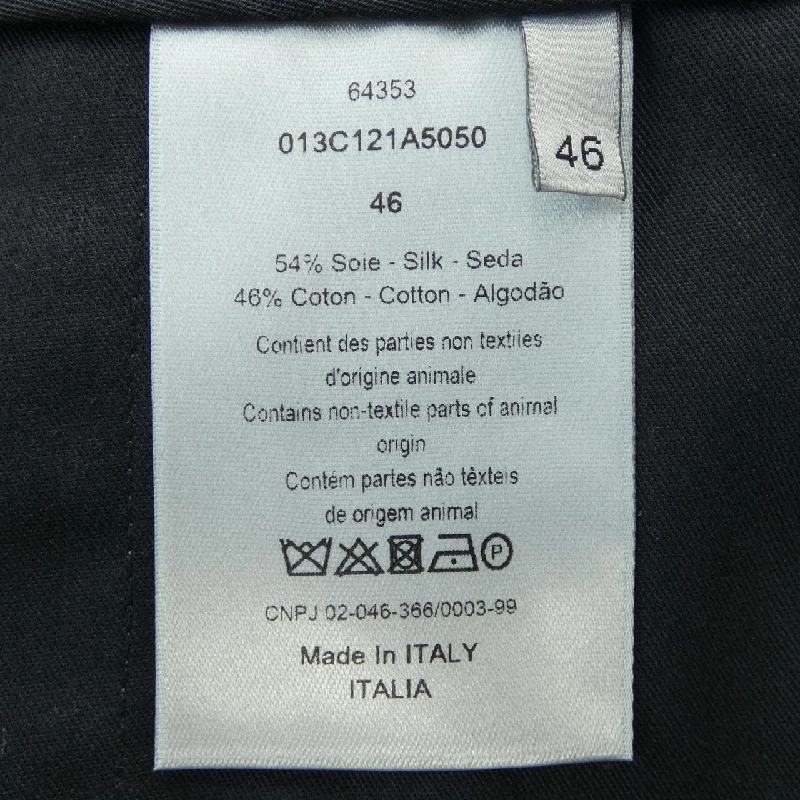 64353
013C121A5050
46
46
54% Soie - Silk - Seda
46% Coton - Cotton - Algodão
Contient des parties non textiles
d'origine animale
Contains non-textile parts of animal
origin
Contém partes não têxteis
de origem animal
P
CNPJ 02-046-366/0003-99
Made In ITALY
ITALIA